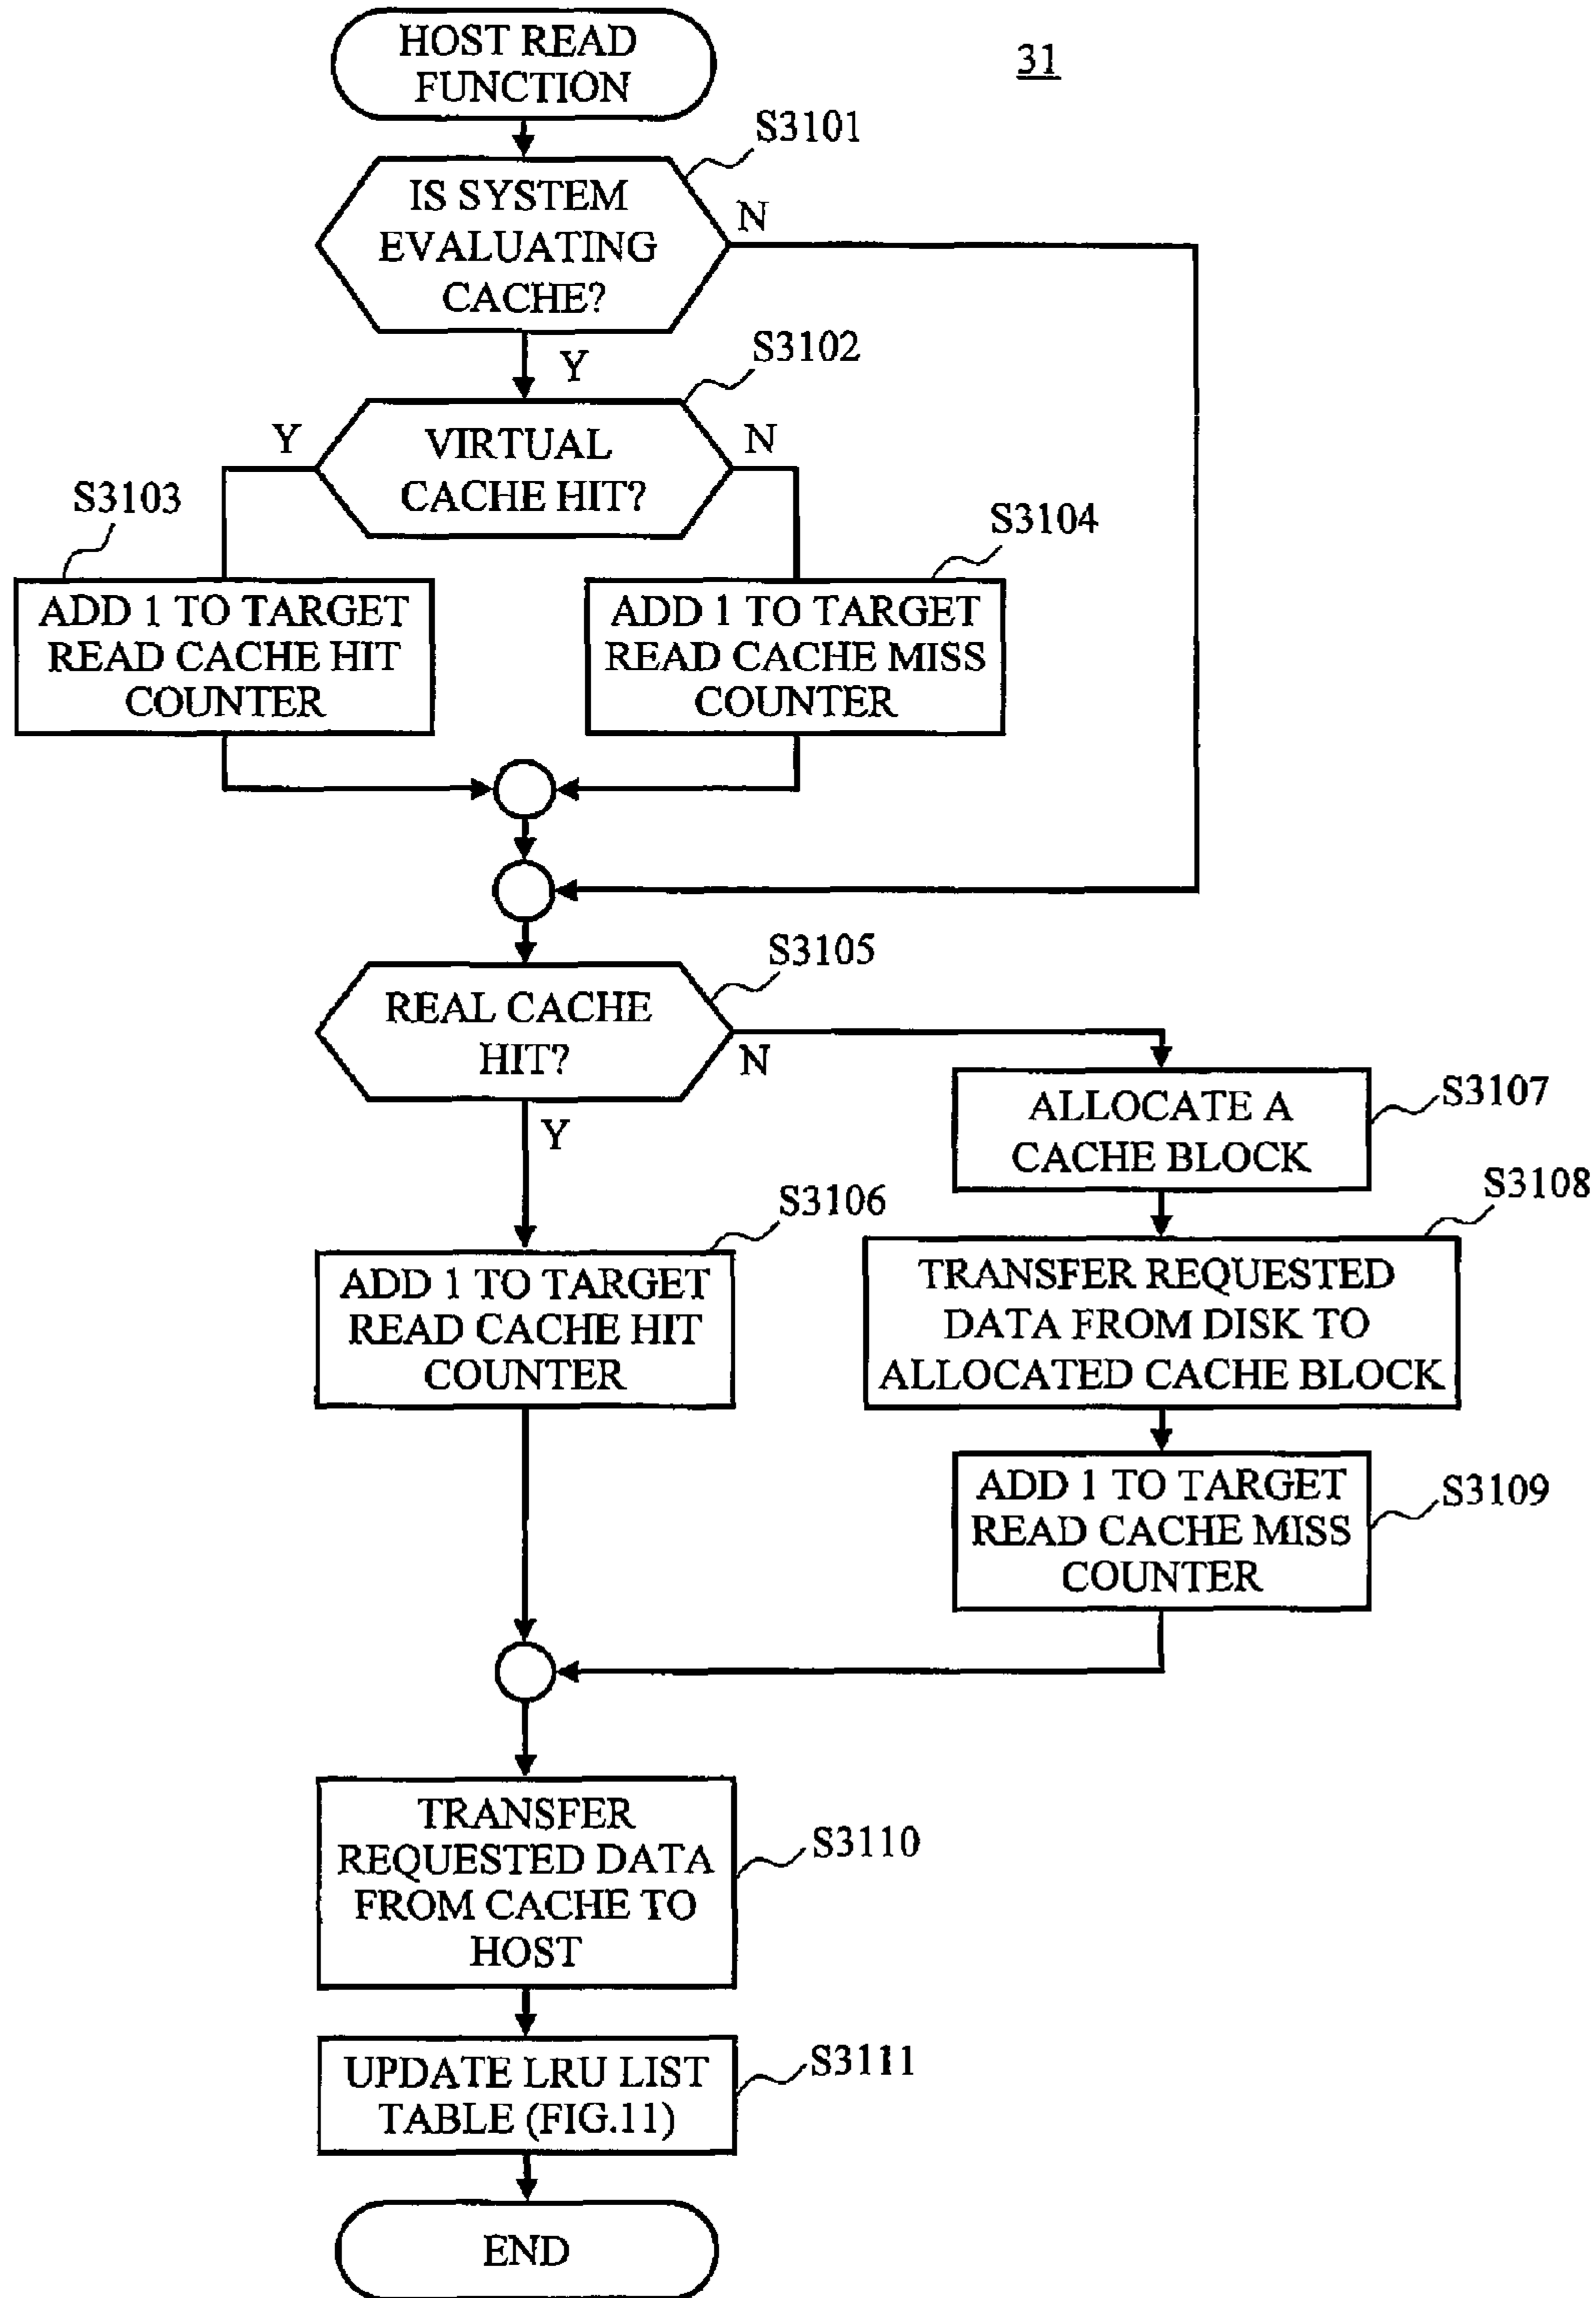 HOST READ
FUNCTION
31
S3101
IS SYSTEM
EVALUATING
CACHE?
N
Y
S3102
VIRTUAL
CACHE HIT?
Y
N
S3103
ADD 1 TO TARGET
READ CACHE HIT
COUNTER
S3104
ADD 1 TO TARGET
READ CACHE MISS
COUNTER
S3105
REAL CACHE
HIT?
N
Y
S3107
ALLOCATE A
CACHE BLOCK
S3106
ADD 1 TO TARGET
READ CACHE HIT
COUNTER
S3108
TRANSFER REQUESTED
DATA FROM DISK TO
ALLOCATED CACHE BLOCK
S3109
ADD 1 TO TARGET
READ CACHE MISS
COUNTER
TRANSFER
REQUESTED DATA
FROM CACHE TO
HOST
S3110
UPDATE LRU LIST
TABLE (FIG.11)
S3111
END